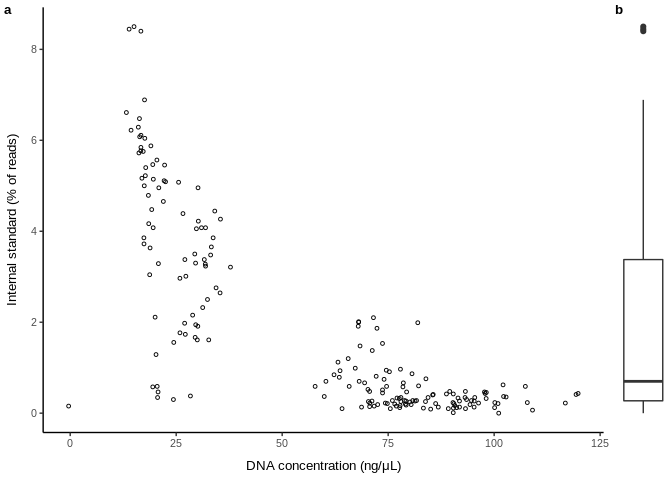 a
b
Internal standard (% of reads)
8
6
4
2
0
0
25
50
75
100
125
DNA concentration (ng/μL)